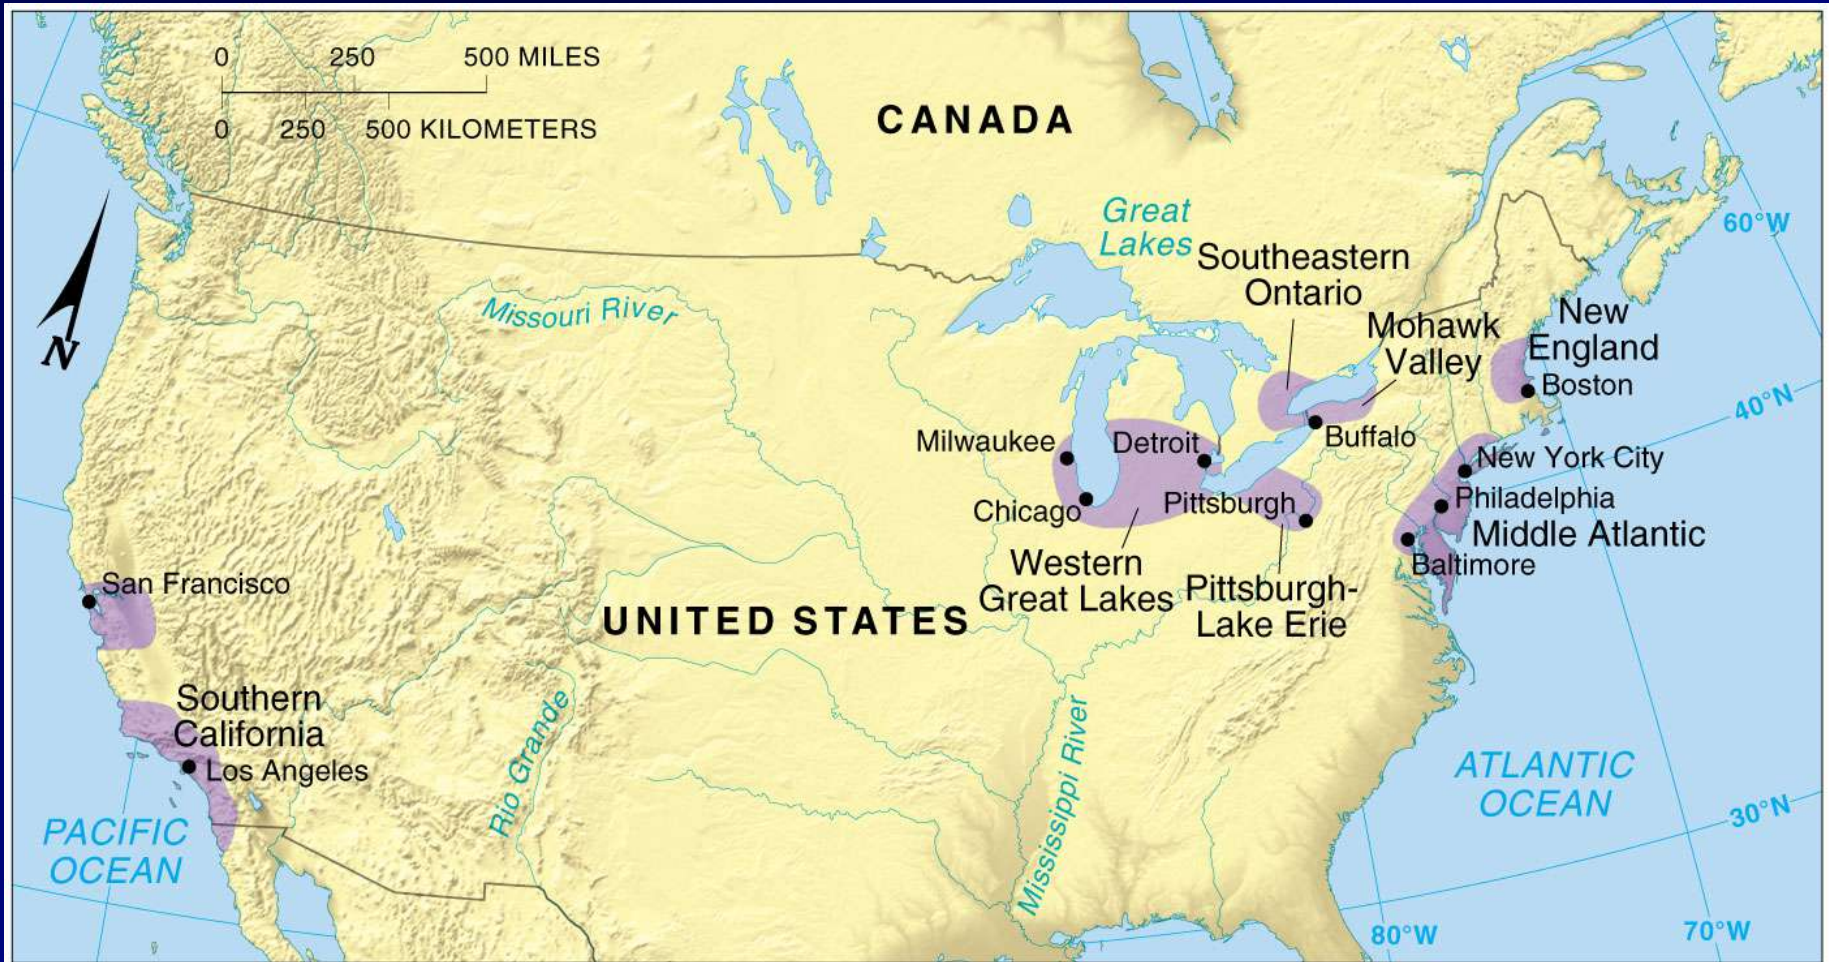 0 250 500 MILES
0 250 500 KILOMETERS
CANADA
Great
Lakes
Southeastern
Ontario
60°W
N
Missouri River
New
England
Mohawk
Valley
Boston
40°N
Milwaukee
Detroit
Buffalo
New York City
Chicago
Pittsburgh
Philadelphia
Middle Atlantic
Baltimore
Western
Great Lakes
Pittsburgh-
Lake Erie
San Francisco
UNITED STATES
Southern
California
Los Angeles
Rio Grande
Mississippi River
ATLANTIC
OCEAN
30°N
PACIFIC
OCEAN
80°W
70°W